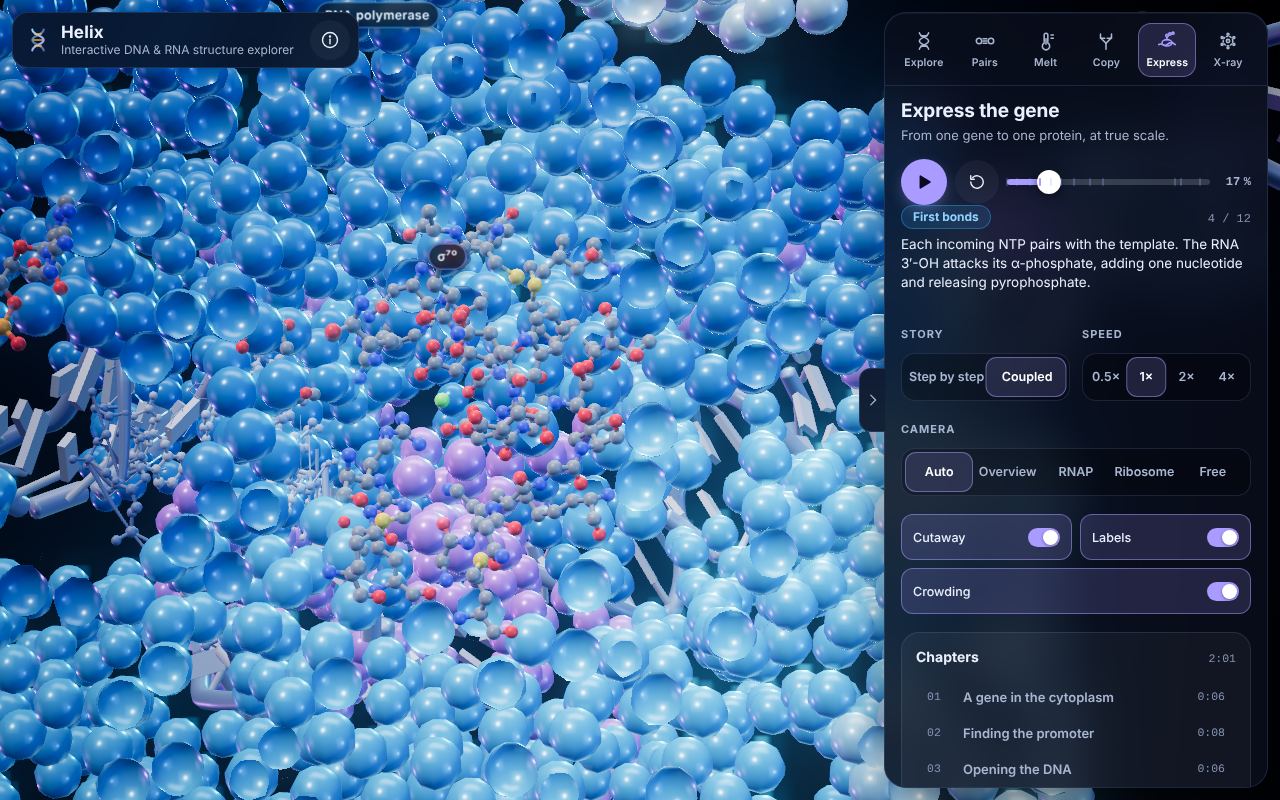 polymerase
Helix
Interactive DNA & RNA structure explorer
σ⁷⁰
Explore
Pairs
Melt
Copy
Express
X-ray
Express the gene
From one gene to one protein, at true scale.
17 %
First bonds
4 / 12
Each incoming NTP pairs with the template. The RNA
3′-OH attacks its α-phosphate, adding one nucleotide
and releasing pyrophosphate.
STORY
SPEED
Step by step
Coupled
0.5×
1×
2×
4×
CAMERA
Auto
Overview
RNAP
Ribosome
Free
Cutaway
Labels
Crowding
Chapters
2:01
01 A gene in the cytoplasm 0:06
02 Finding the promoter 0:08
03 Opening the DNA 0:06